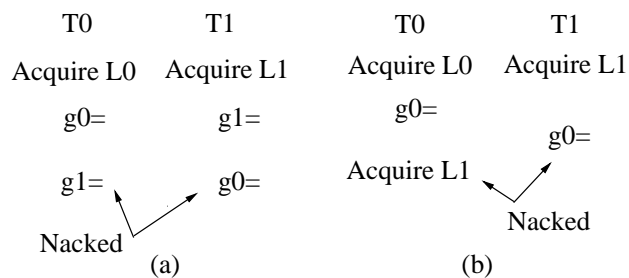 T0 T1
Acquire L0 Acquire L1
g0= g1=
g1= g0=
Nacked
(a)
T0 T1
Acquire L0 Acquire L1
g0=
g0=
Acquire L1
Nacked
(b)